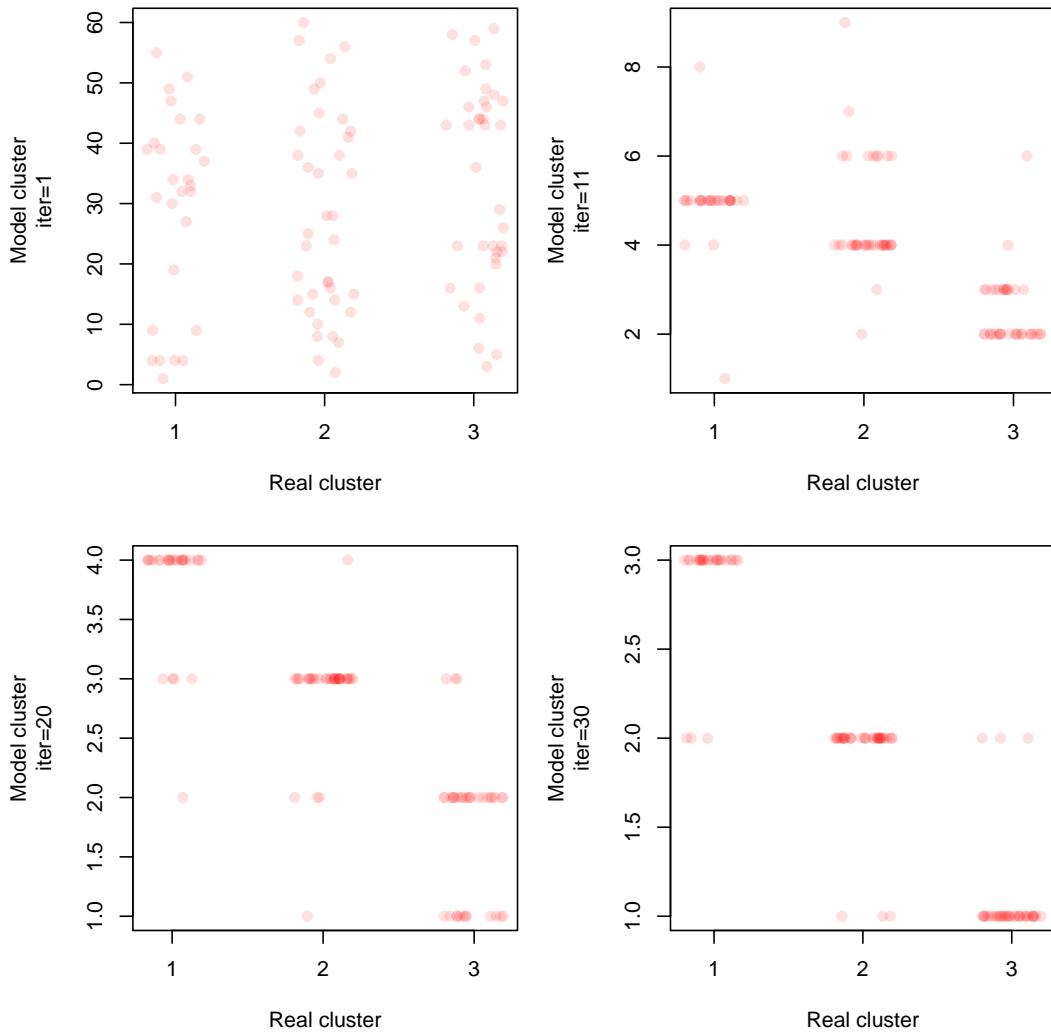 60
50
40
30
20
10
0
Model cluster
iter=1
1 2 3
Real cluster
8
6
4
2
Model cluster
iter=11
1 2 3
Real cluster
4.0
3.5
3.0
2.5
2.0
1.5
1.0
Model cluster
iter=20
1 2 3
Real cluster
3.0
2.5
2.0
1.5
1.0
Model cluster
iter=30
1 2 3
Real cluster